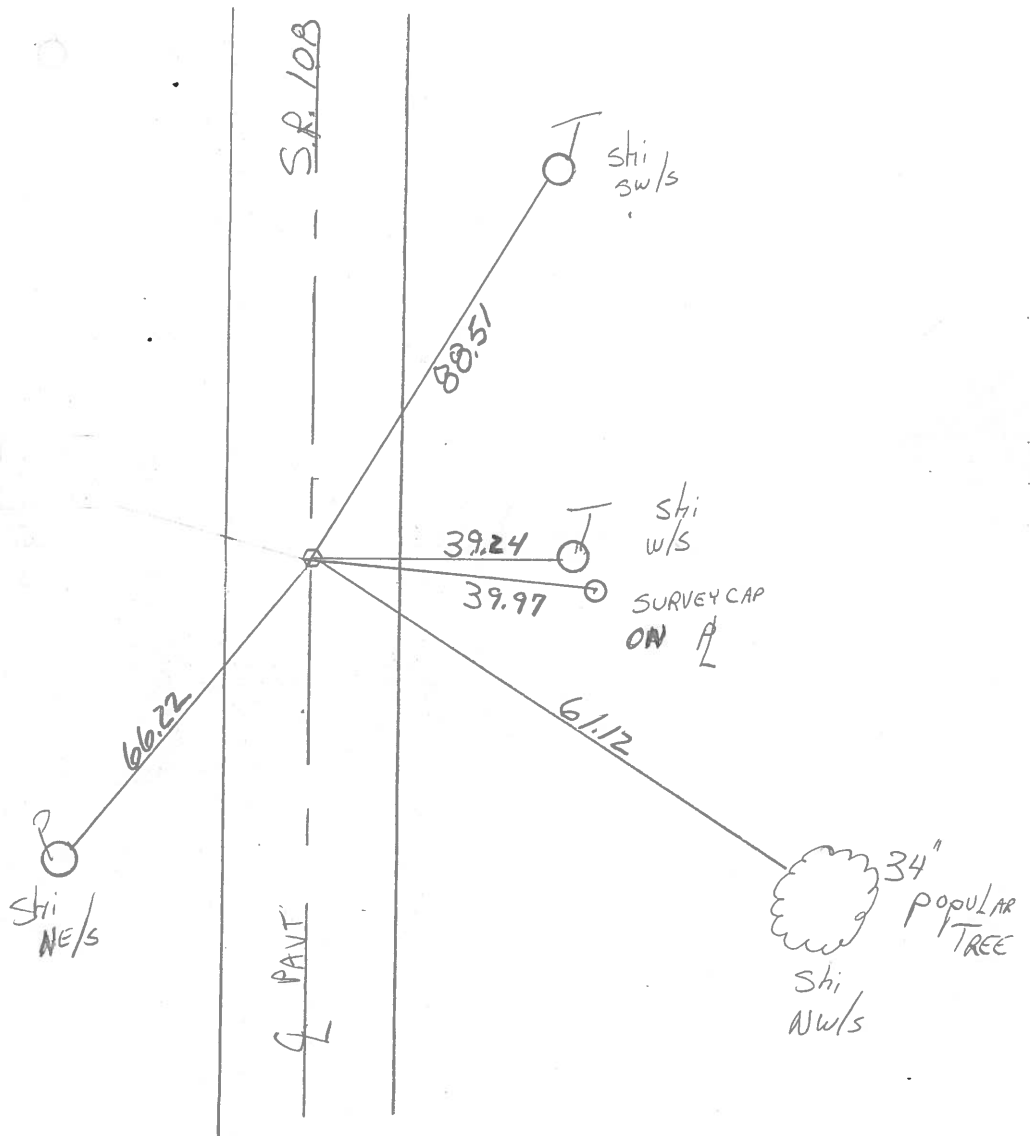 S.R. 108
T
shi
SW/S
88.51
T
shi
W/S
39.24
39.97
SURVEY CAP
ON PL
66.22
61.12
P
Shi
NE/S
34"
POPULAR
TREE
Shi
NW/S
CL PAVT